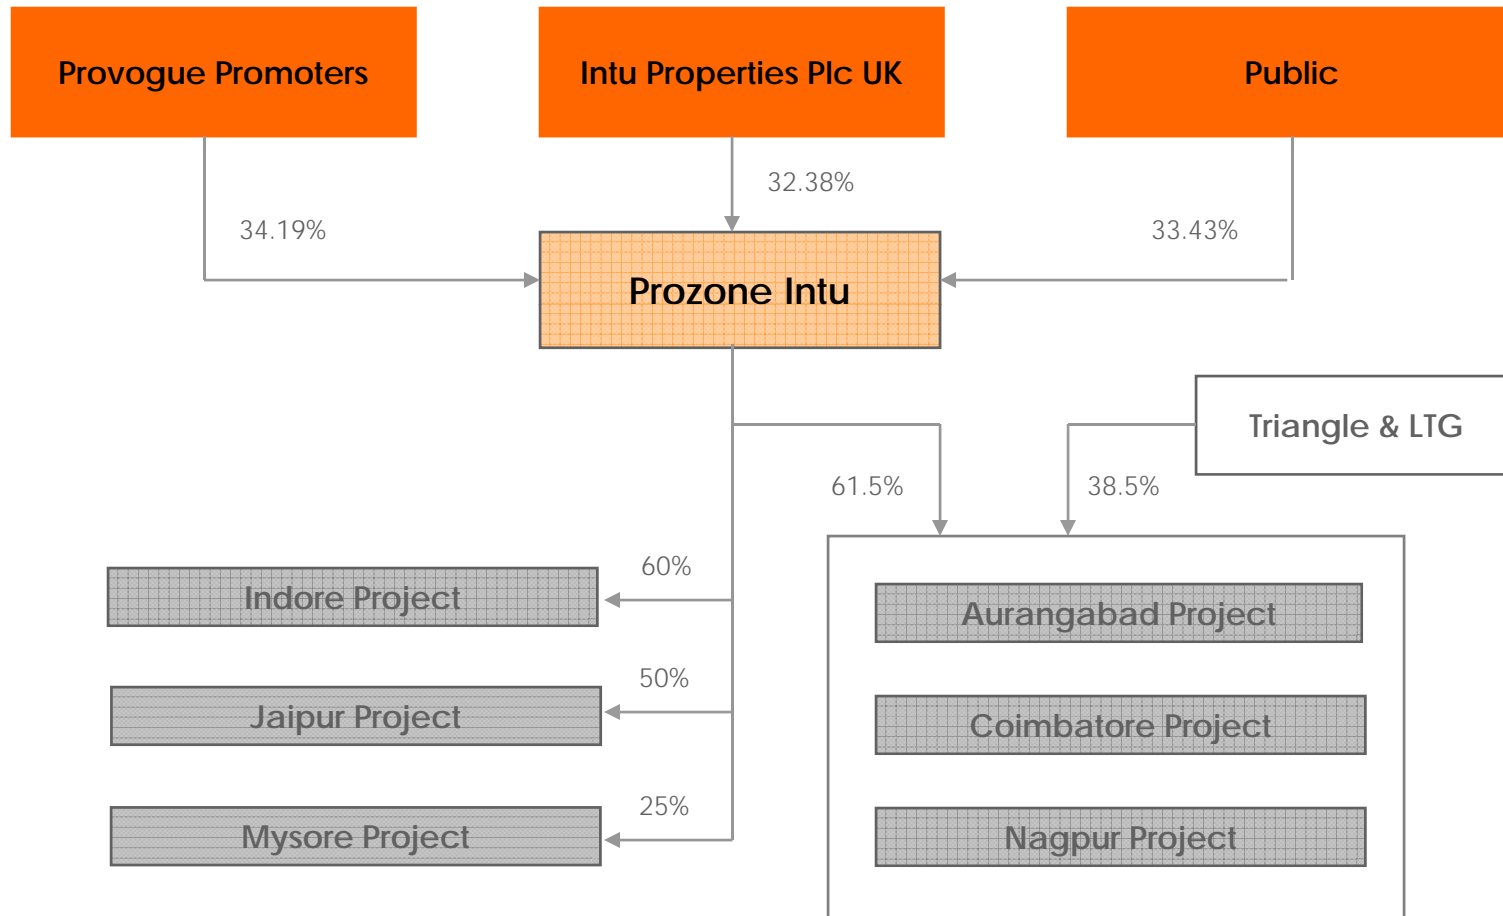 Provogue Promoters
Intu Properties Plc UK
Public
32.38%
34.19%
33.43%
Prozone Intu
Triangle & LTG
61.5%
38.5%
60%
Indore Project
Aurangabad Project
50%
Jaipur Project
Coimbatore Project
25%
Mysore Project
Nagpur Project